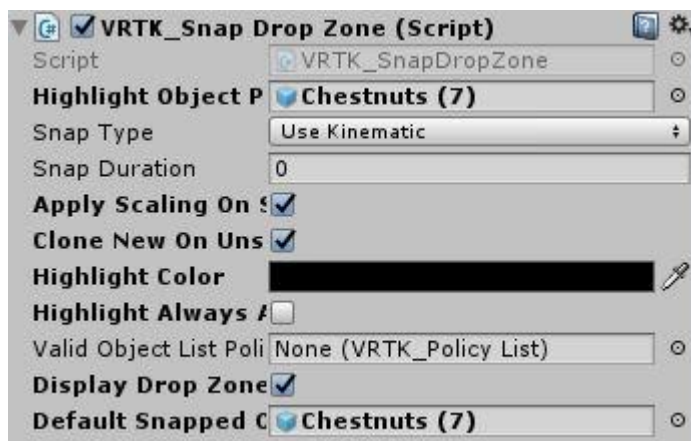 VRTK_Snap Drop Zone (Script)
Script VRTK_SnapDropZone
Highlight Object P Chestnuts (7)
Snap Type Use Kinematic
Snap Duration 0
Apply Scaling On S
Clone New On Uns
Highlight Color
Highlight Always A
Valid Object List Poli None (VRTK_Policy List)
Display Drop Zone
Default Snapped O Chestnuts (7)